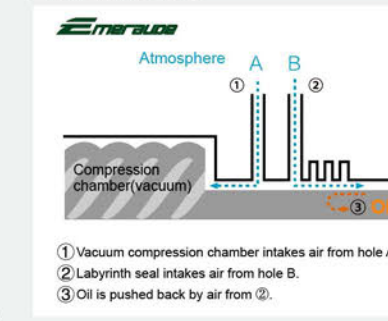 Emeraude
Atmosphere A B
① ②
Compression
chamber(vacuum)
③
①Vacuum compression chamber intakes air from hole
②Labyrinth seal intakes air from hole B.
③Oil is pushed back by air from ②.